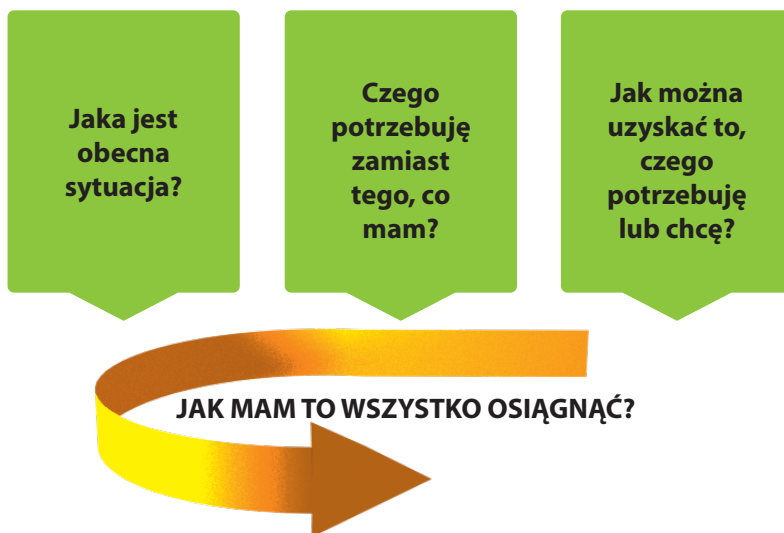 Jaka jest
obecna
sytuacja?
Czego
potrzebuję
zamiast
tego, co
mam?
Jak można
uzyskać to,
czego
potrzebuję
lub chcę?
JAK MAM TO WSZYSTKO OSIĄGNĄĆ?